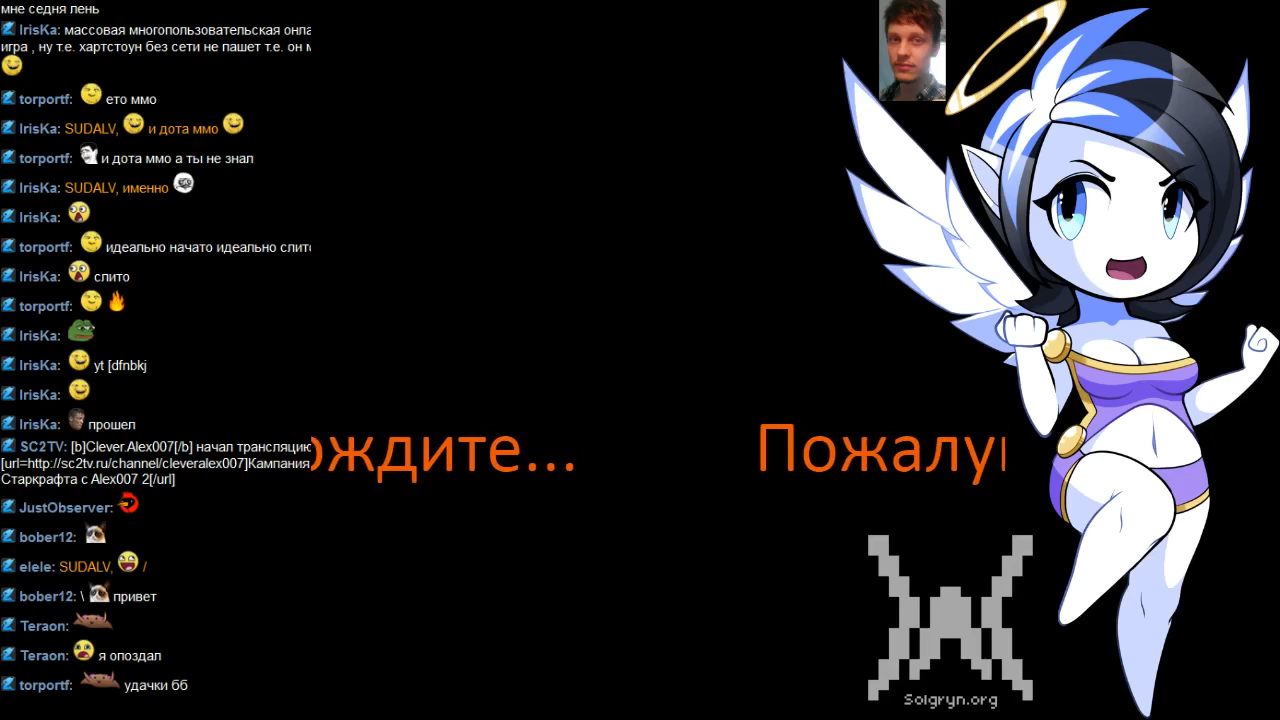 мне седня лень
IrisKa: массовая многопользовательская онла
игра , ну т.е. хартстоун без сети не пашет т.е. он м
torportf: ето ммо
IrisKa: SUDALV, и дота ммо
torportf: и дота ммо а ты не знал
IrisKa: SUDALV, именно
IrisKa:
torportf: идеально начато идеально слито
IrisKa: слито
torportf:
IrisKa:
IrisKa: yt [dfnbkj
IrisKa:
IrisKa: прошел
SC2TV: [b]Clever.Alex007[/b] начал трансляцию
[url=http://sc2tv.ru/channel/cleveralex007]Кампания
Старкрафта с Alex007 2[/url]
JustObserver:
bober12:
elele: SUDALV, /
bober12: \ привет
Teraon:
Teraon: я опоздал
torportf: удачки бб
ождите... Пожалуй
Solgryn.org